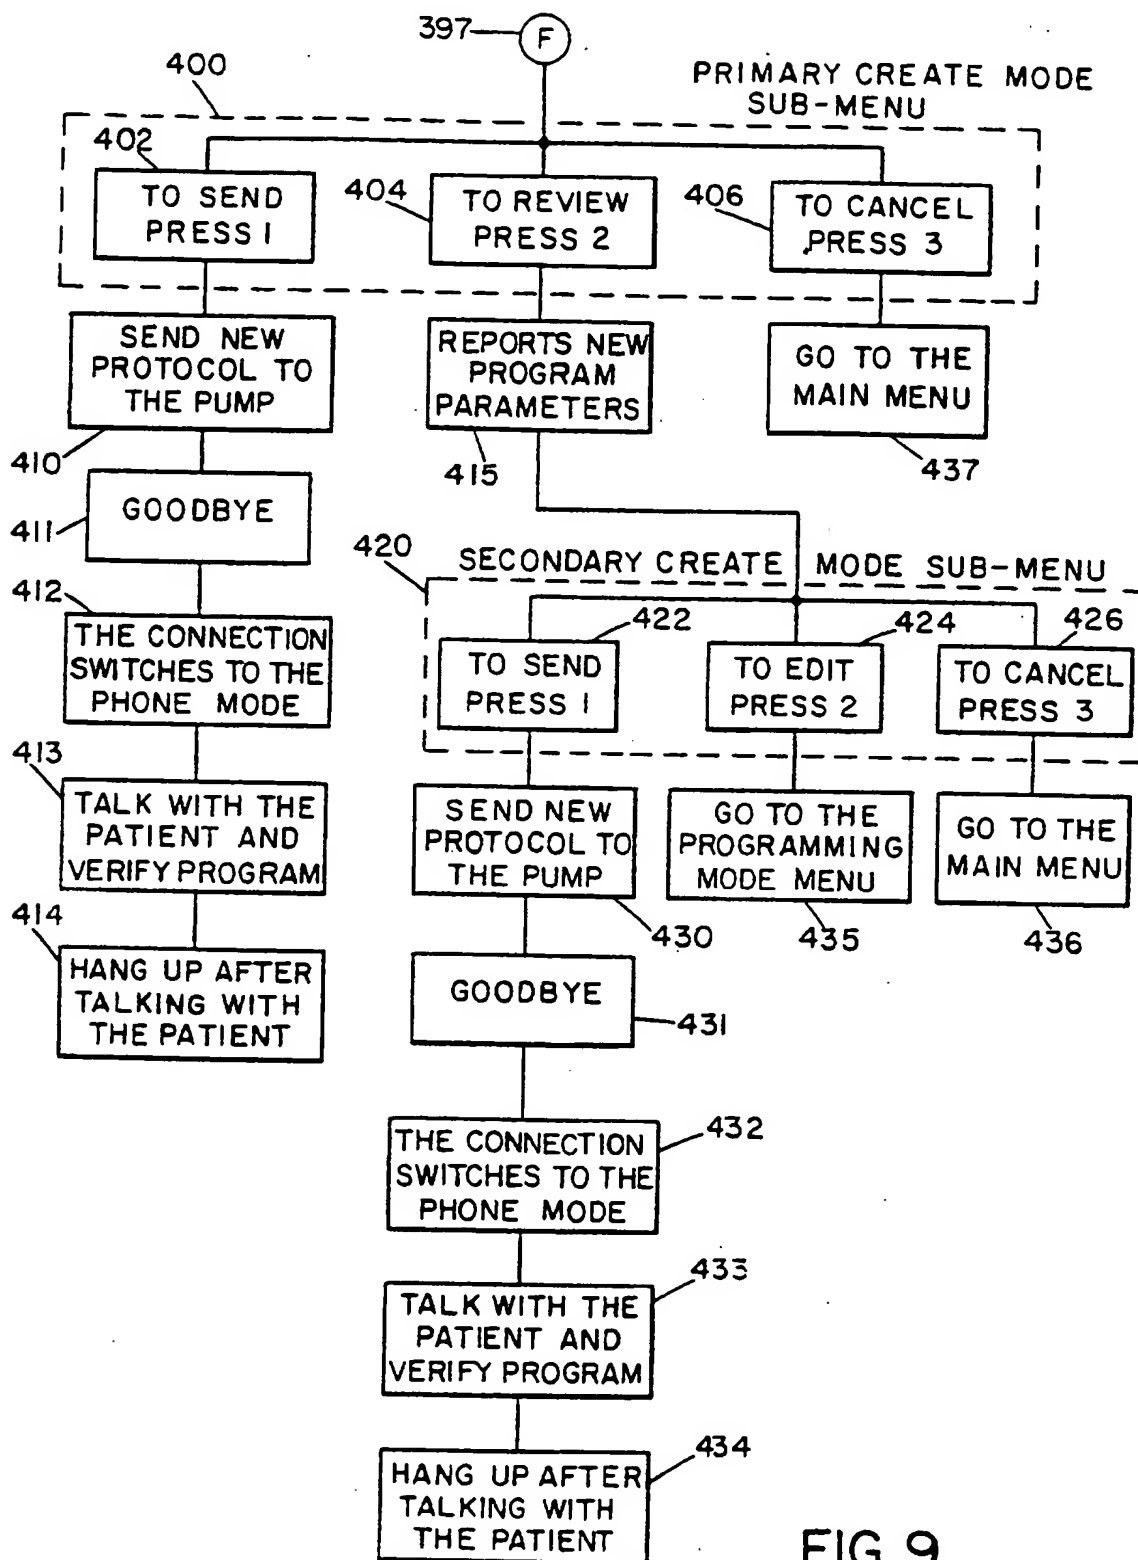 397
F
400
PRIMARY CREATE MODE
SUB-MENU
402
TO SEND
PRESS 1
404
TO REVIEW
PRESS 2
406
TO CANCEL
PRESS 3
SEND NEW
PROTOCOL TO
THE PUMP
410
REPORTS NEW
PROGRAM
PARAMETERS
415
GO TO THE
MAIN MENU
437
GOODBYE
411
412
THE CONNECTION
SWITCHES TO THE
PHONE MODE
413
TALK WITH THE
PATIENT AND
VERIFY PROGRAM
414
HANG UP AFTER
TALKING WITH
THE PATIENT
420
SECONDARY CREATE MODE SUB-MENU
422
TO SEND
PRESS 1
424
TO EDIT
PRESS 2
426
TO CANCEL
PRESS 3
SEND NEW
PROTOCOL TO
THE PUMP
430
GO TO THE
PROGRAMMING
MODE MENU
435
GO TO THE
MAIN MENU
436
GOODBYE
431
THE CONNECTION
SWITCHES TO THE
PHONE MODE
432
TALK WITH THE
PATIENT AND
VERIFY PROGRAM
433
HANG UP AFTER
TALKING WITH
THE PATIENT
434
FIG. 9